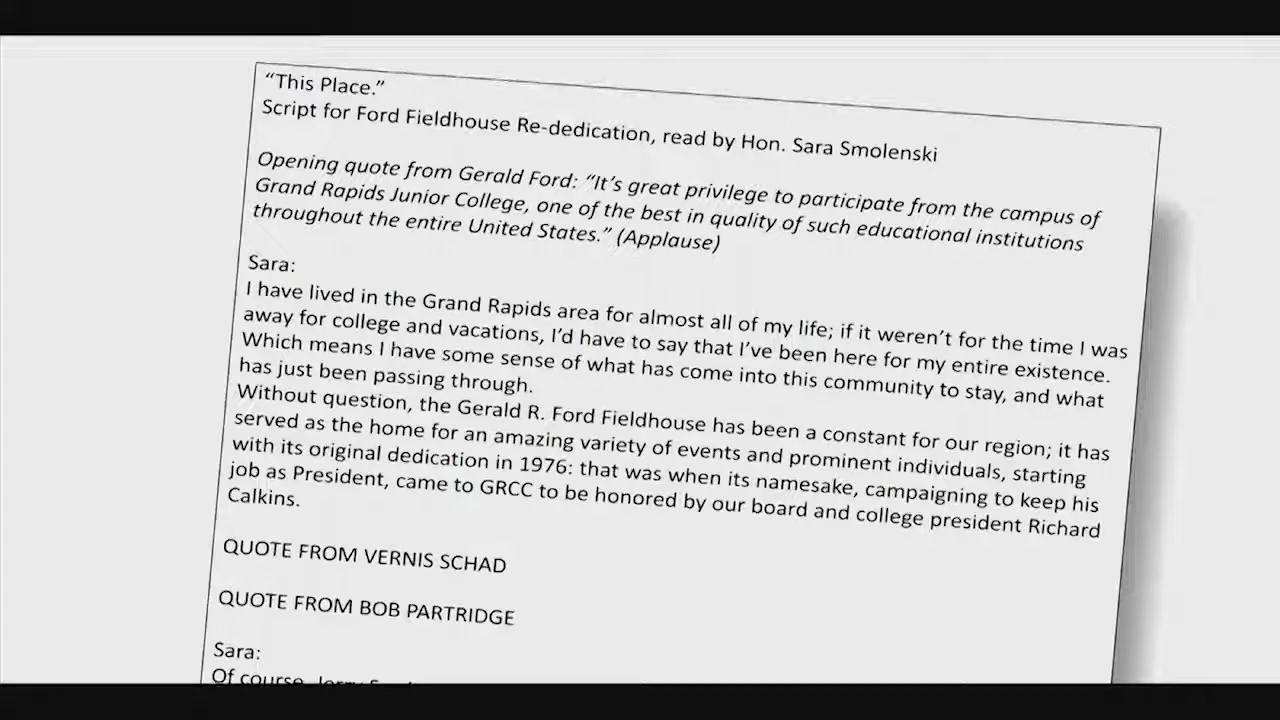 “This Place.”
Script for Ford Fieldhouse Re-dedication, read by Hon. Sara Smolenski
Opening quote from Gerald Ford: “It’s great privilege to participate from the campus of
Grand Rapids Junior College, one of the best in quality of such educational institutions
throughout the entire United States.” (Applause)
Sara:
I have lived in the Grand Rapids area for almost all of my life; if it weren’t for the time I was
away for college and vacations, I’d have to say that I’ve been here for my entire existence.
Which means I have some sense of what has come into this community to stay, and what
has just been passing through.
Without question, the Gerald R. Ford Fieldhouse has been a constant for our region; it has
served as the home for an amazing variety of events and prominent individuals, starting
with its original dedication in 1976: that was when its namesake, campaigning to keep his
job as President, came to GRCC to be honored by our board and college president Richard
Calkins.
QUOTE FROM VERNIS SCHAD
QUOTE FROM BOB PARTRIDGE
Sara:
Of course